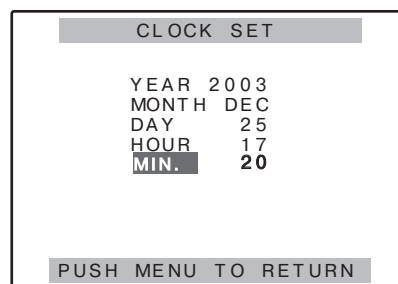 CLOCK SET
YEAR 2003
MONTH DEC
DAY 25
HOUR 17
MIN. 20
PUSH MENU TO RETURN